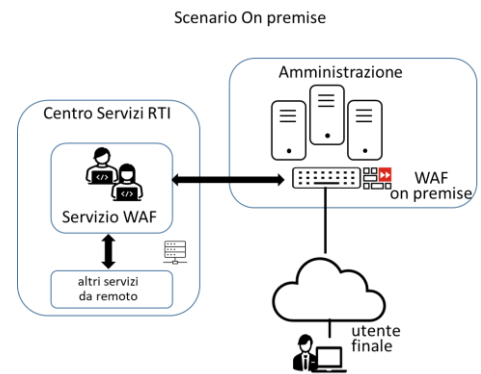 Scenario On premise
Amministrazione
Centro Servizi RTI
WAF
on premise
</>
</>
Servizio WAF
altri servizi
da remoto
utente
finale